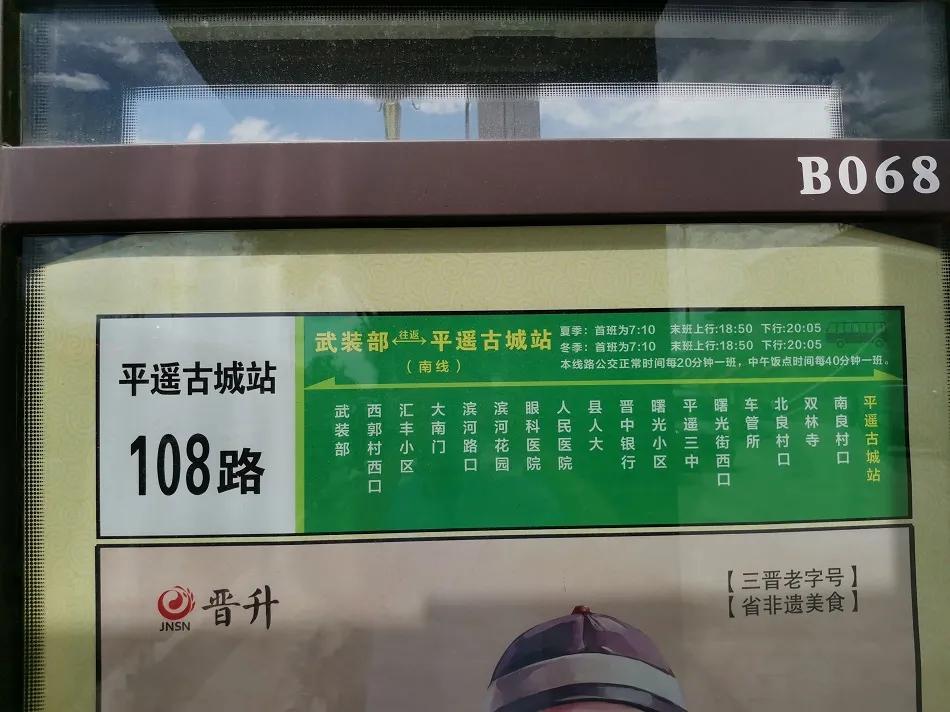 B068
平遥古城站
108路
武装部 往返 平遥古城站
(南线)
夏季：首班为7:10 末班上行:18:50 下行:20:05
冬季：首班为7:10 末班上行:18:50 下行:20:05
本线路公交正常时间每20分钟一班，中午饭点时间每40分钟一班。
武装部
西郭村西口
汇丰小区
大南门
滨河路口
滨河花园
眼科医院
人民医院
县人大
晋中银行
曙光小区
平遥三中
曙光街西口
车管所
北良村口
双林寺
南良村口
平遥古城站
JNSN
晋升
【三晋老字号】
【省非遗美食】